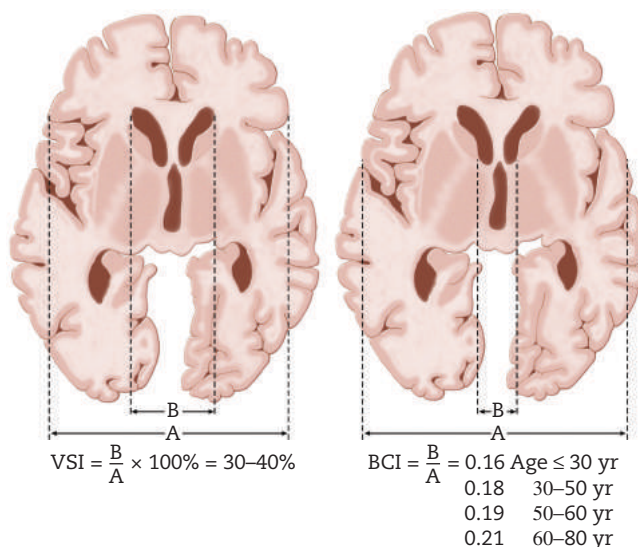 B
A
VSI = B/A × 100% = 30–40%
B
A
BCI = B/A = 0.16 Age ≤ 30 yr
0.18 30–50 yr
0.19 50–60 yr
0.21 60–80 yr